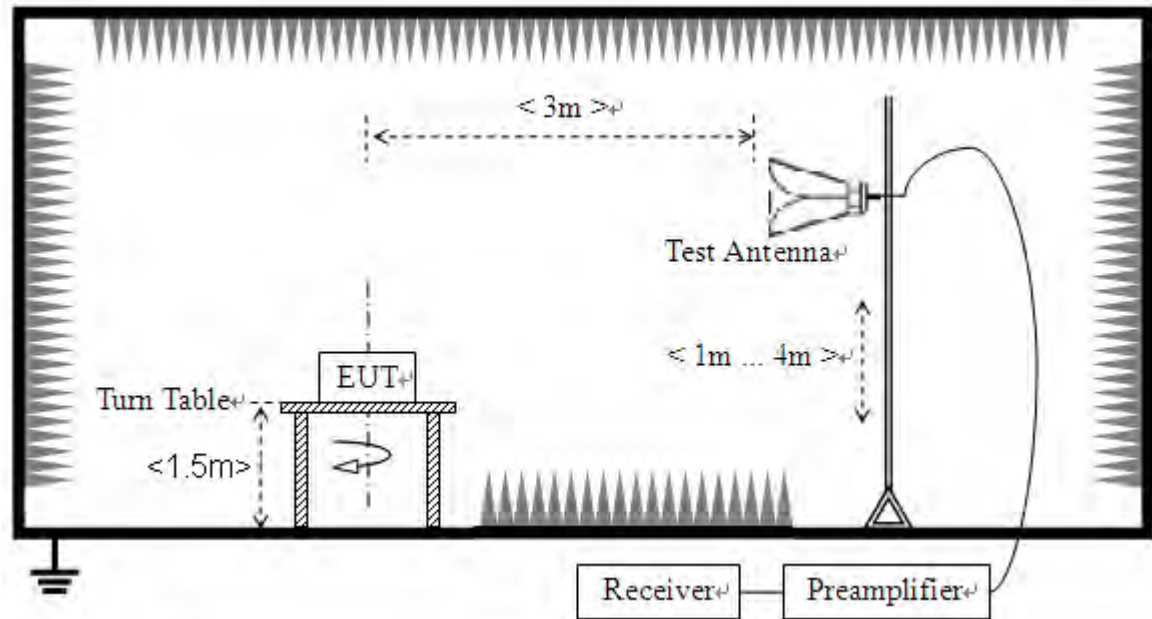 < 3m >↵
Test Antenna↵
< 1m ... 4m >↵
EUT↵
Turn Table↵
<1.5m>
Receiver↵
Preamplifier↵